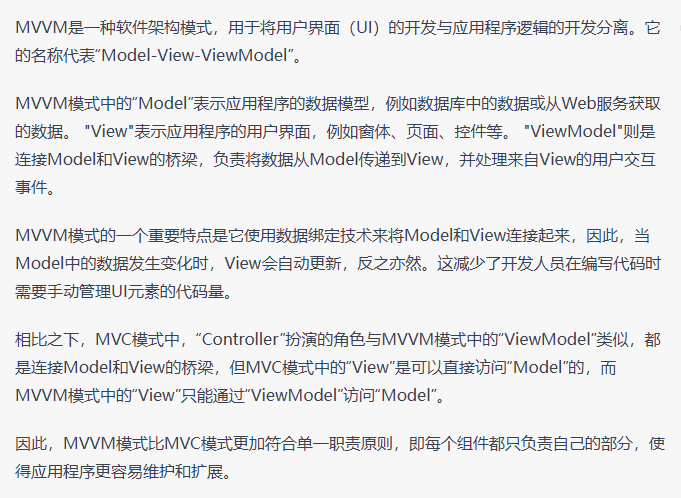 MVVM是一种软件架构模式，用于将用户界面（UI）的开发与应用程序逻辑的开发分离。它
的名称代表“Model-View-ViewModel”。
MVVM模式中的“Model”表示应用程序的数据模型，例如数据库中的数据或从Web服务获取
的数据。 "View"表示应用程序的用户界面，例如窗体、页面、控件等。 "ViewModel"则是
连接Model和View的桥梁，负责将数据从Model传递到View，并处理来自View的用户交互
事件。
MVVM模式的一个重要特点是它使用数据绑定技术来将Model和View连接起来，因此，当
Model中的数据发生变化时，View会自动更新，反之亦然。这减少了开发人员在编写代码时
需要手动管理UI元素的代码量。
相比之下，MVC模式中，“Controller”扮演的角色与MVVM模式中的“ViewModel”类似，都
是连接Model和View的桥梁，但MVC模式中的“View”是可以直接访问“Model”的，而
MVVM模式中的“View”只能通过“ViewModel”访问“Model”。
因此，MVVM模式比MVC模式更加符合单一职责原则，即每个组件都只负责自己的部分，使
得应用程序更容易维护和扩展。